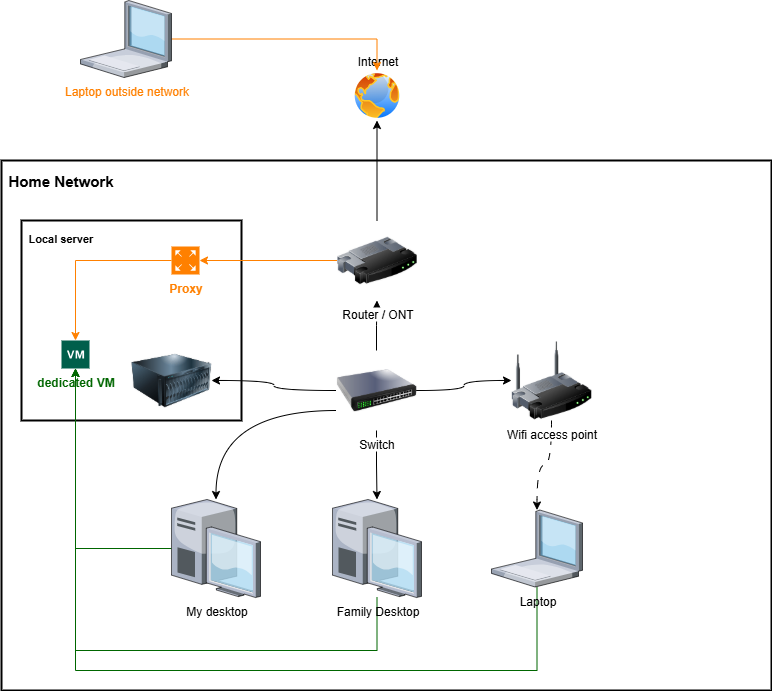 Internet
Laptop outside network
Home Network
Local server
Proxy
Router / ONT
VM
dedicated VM
Switch
Wifi access point
My desktop
Family Desktop
Laptop